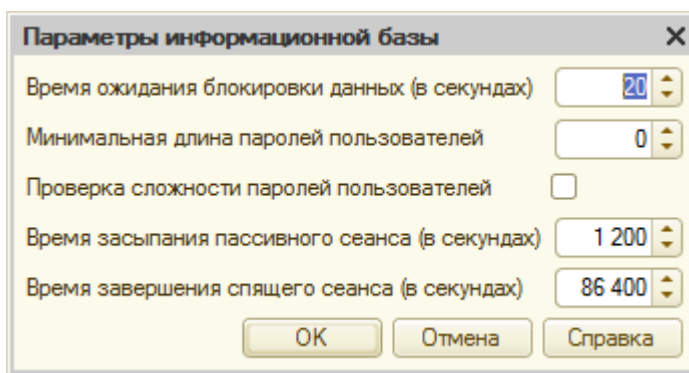 Параметры информационной базы
Время ожидания блокировки данных (в секундах) 20
Минимальная длина паролей пользователей 0
Проверка сложности паролей пользователей
Время засыпания пассивного сеанса (в секундах) 1 200
Время завершения спящего сеанса (в секундах) 86 400
ОК Отмена Справка